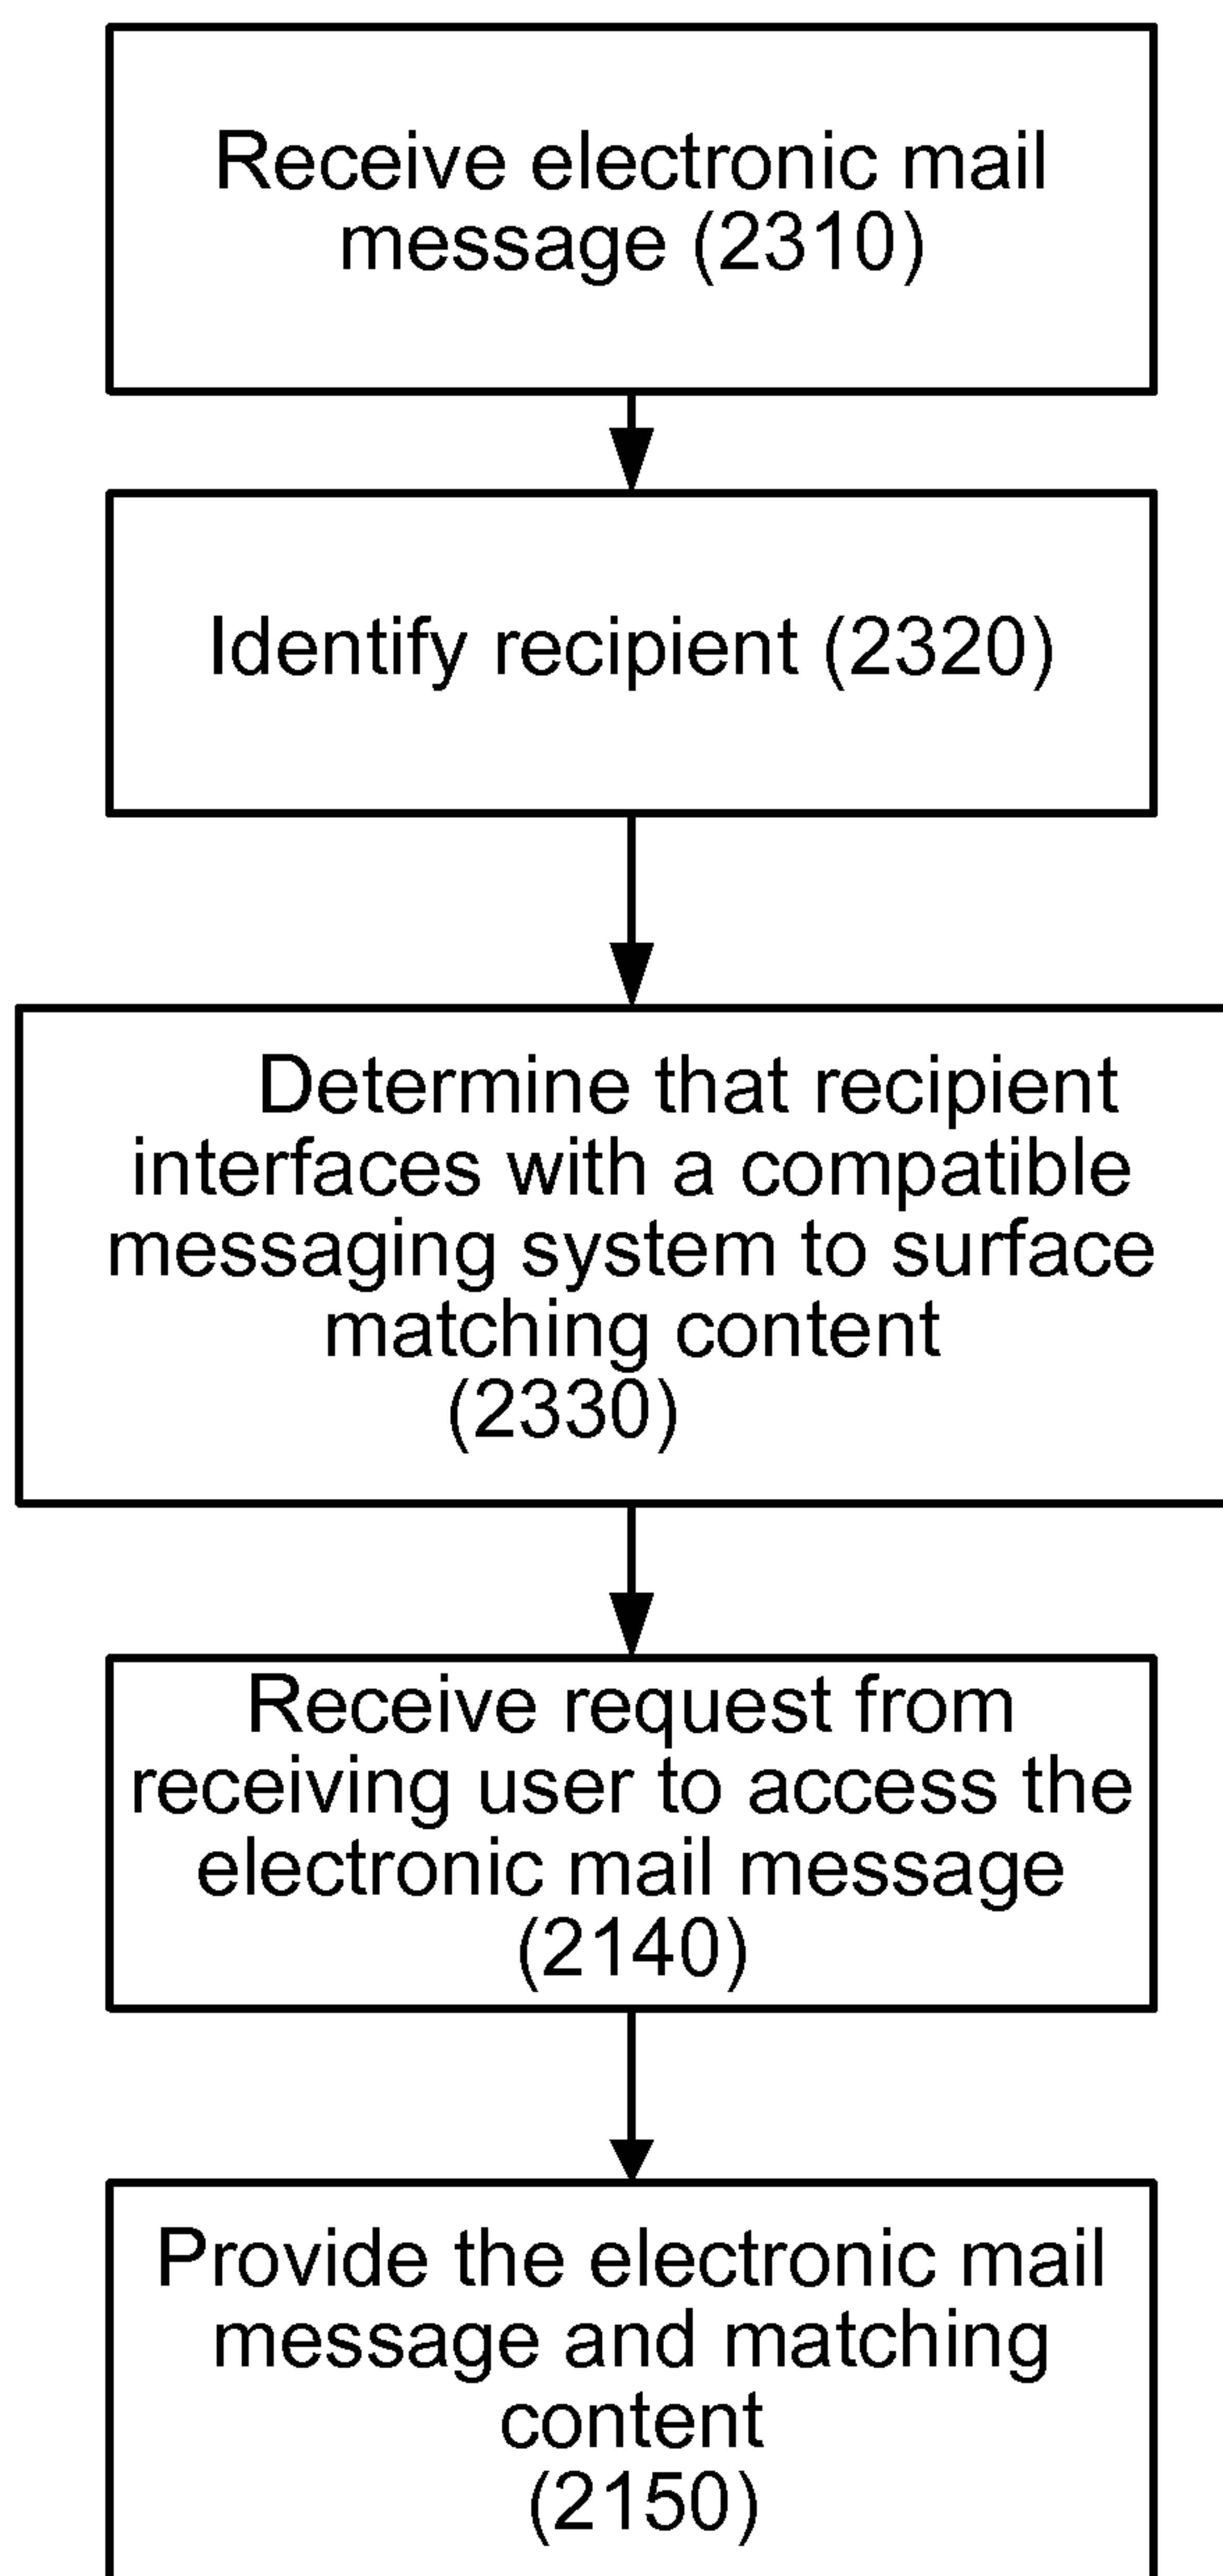 Receive electronic mail
message (2310)
Identify recipient (2320)
Determine that recipient
interfaces with a compatible
messaging system to surface
matching content
(2330)
Receive request from
receiving user to access the
electronic mail message
(2140)
Provide the electronic mail
message and matching
content
(2150)